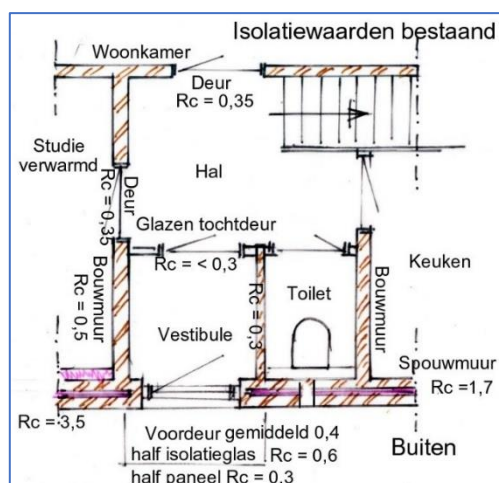 Isolatiewaarden bestaand
Woonkamer
Deur
Rc = 0,35
Studie
verwarmd
Deur
Rc = 0,35
Hal
Glazen tochtdeur
Rc = < 0,3
Bouwmuur
Rc = 0,5
Rc = 0,3
Toilet
Bouwmuur
Keuken
Vestibule
Spouwmuur
Rc =1,7
Rc = 3,5
Voordeur gemiddeld 0,4
half isolatieglas Rc = 0,6
half paneel Rc = 0,3
Buiten